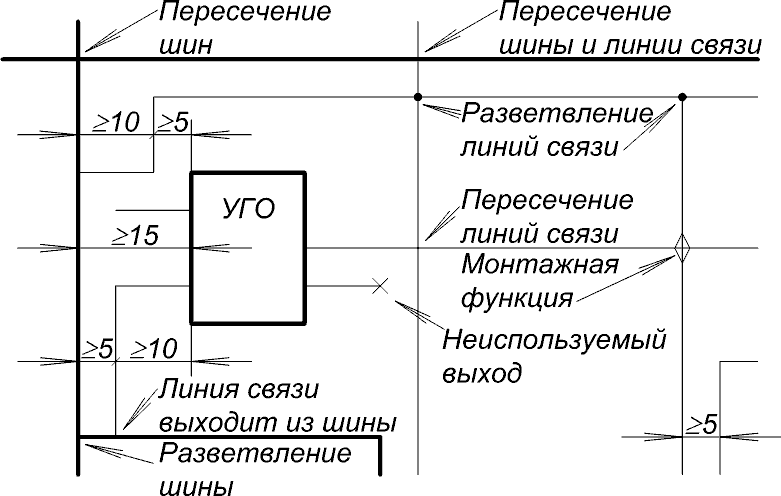 Пересечение
шин
Пересечение
шины и линии связи
≥10
≥5
Разветвление
линий связи
УГО
Пересечение
линий связи
≥15
Монтажная
функция
Неиспользуемый
выход
≥5
≥10
Линия связи
выходит из шины
≥5
Разветвление
шины